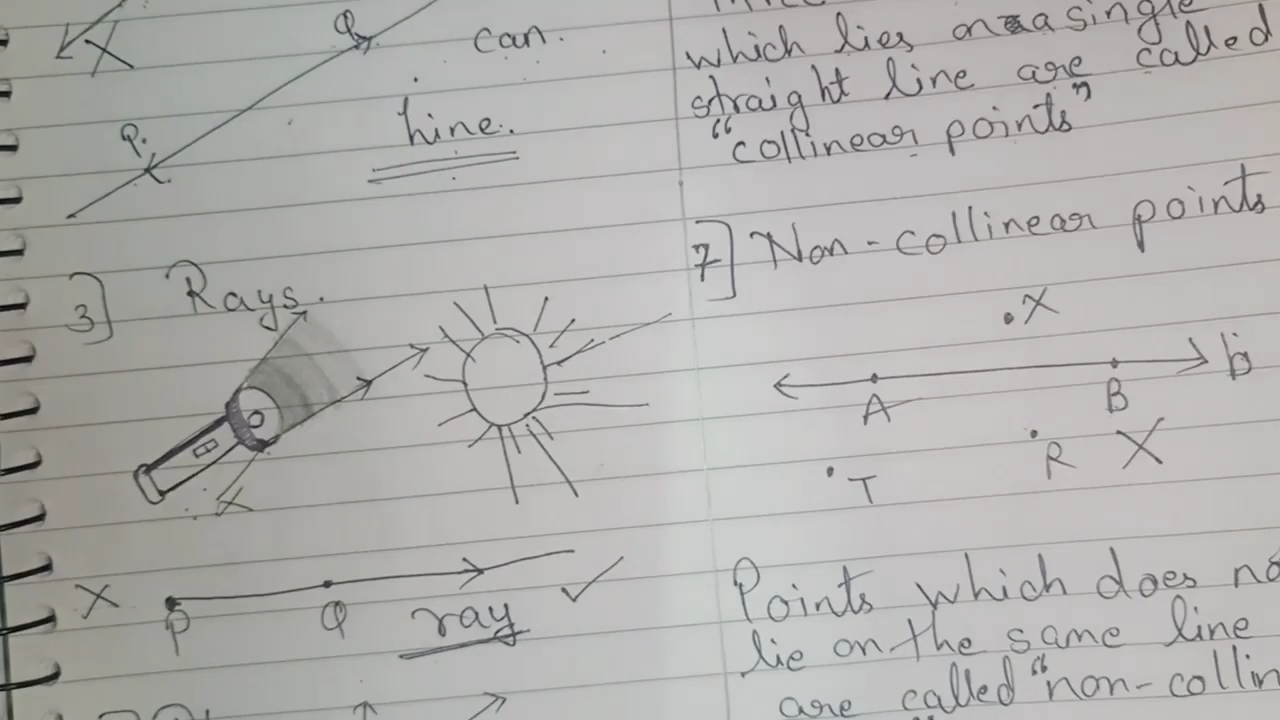 Q.
can.
P.
hine.
3] Rays.
X
P Q ray
which lies on a single
straight line are called
"collinear points"
7] Non-collinear points
X
A B b
R X
T
Points which does no
lie on the same line
are called "non-collin